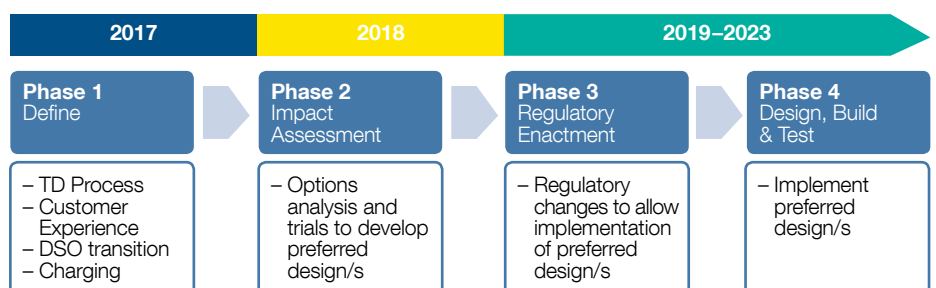 2017
2018
2019–2023
Phase 1
Define
Phase 2
Impact
Assessment
Phase 3
Regulatory
Enactment
Phase 4
Design, Build
& Test
– TD Process
– Customer
Experience
– DSO transition
– Charging
– Options
analysis and
trials to develop
preferred
design/s
– Regulatory
changes to allow
implementation
of preferred
design/s
– Implement
preferred
design/s